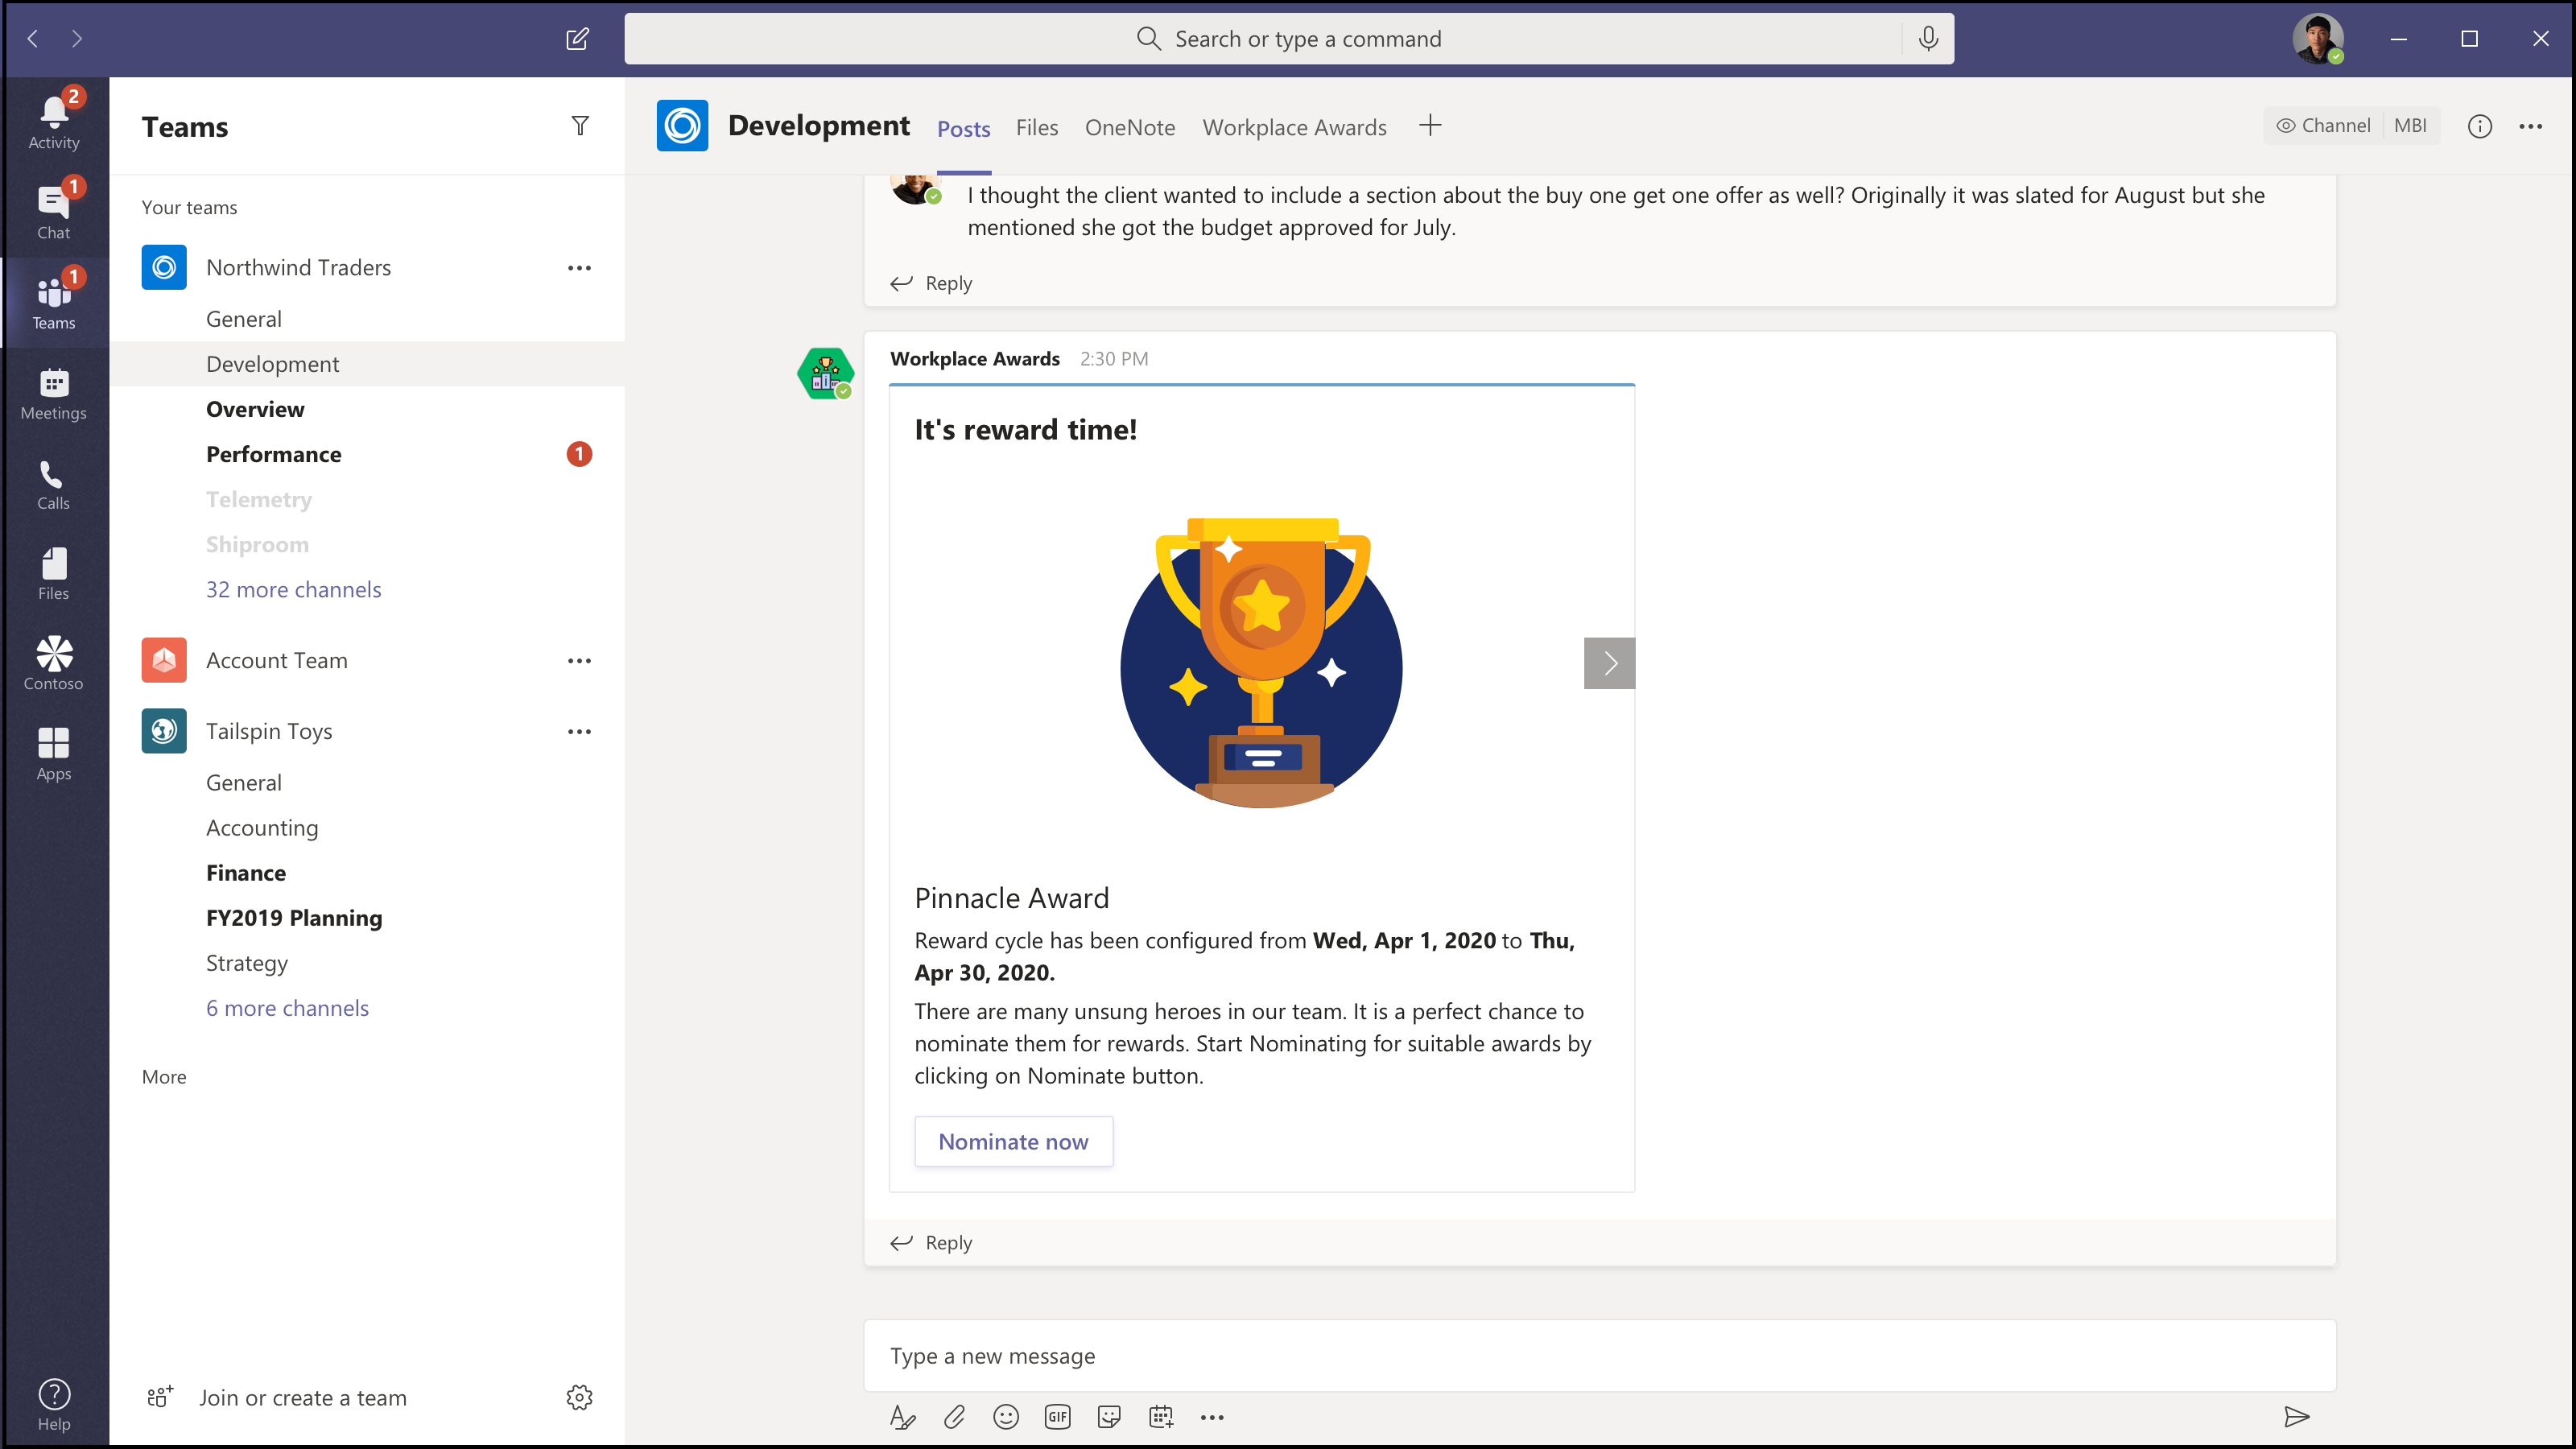 Search or type a command
2
Activity
1
Chat
1
Teams
Meetings
Calls
Files
Contoso
Apps
Help
Teams
Your teams
Northwind Traders
General
Development
Overview
Performance
1
Telemetry
Shiproom
32 more channels
Account Team
Tailspin Toys
General
Accounting
Finance
FY2019 Planning
Strategy
6 more channels
More
Join or create a team
Development Posts Files OneNote Workplace Awards
Channel MBI
I thought the client wanted to include a section about the buy one get one offer as well? Originally it was slated for August but she
mentioned she got the budget approved for July.
Reply
Workplace Awards 2:30 PM
It's reward time!
Pinnacle Award
Reward cycle has been configured from Wed, Apr 1, 2020 to Thu,
Apr 30, 2020.
There are many unsung heroes in our team. It is a perfect chance to
nominate them for rewards. Start Nominating for suitable awards by
clicking on Nominate button.
Nominate now
Reply
Type a new message
GIF